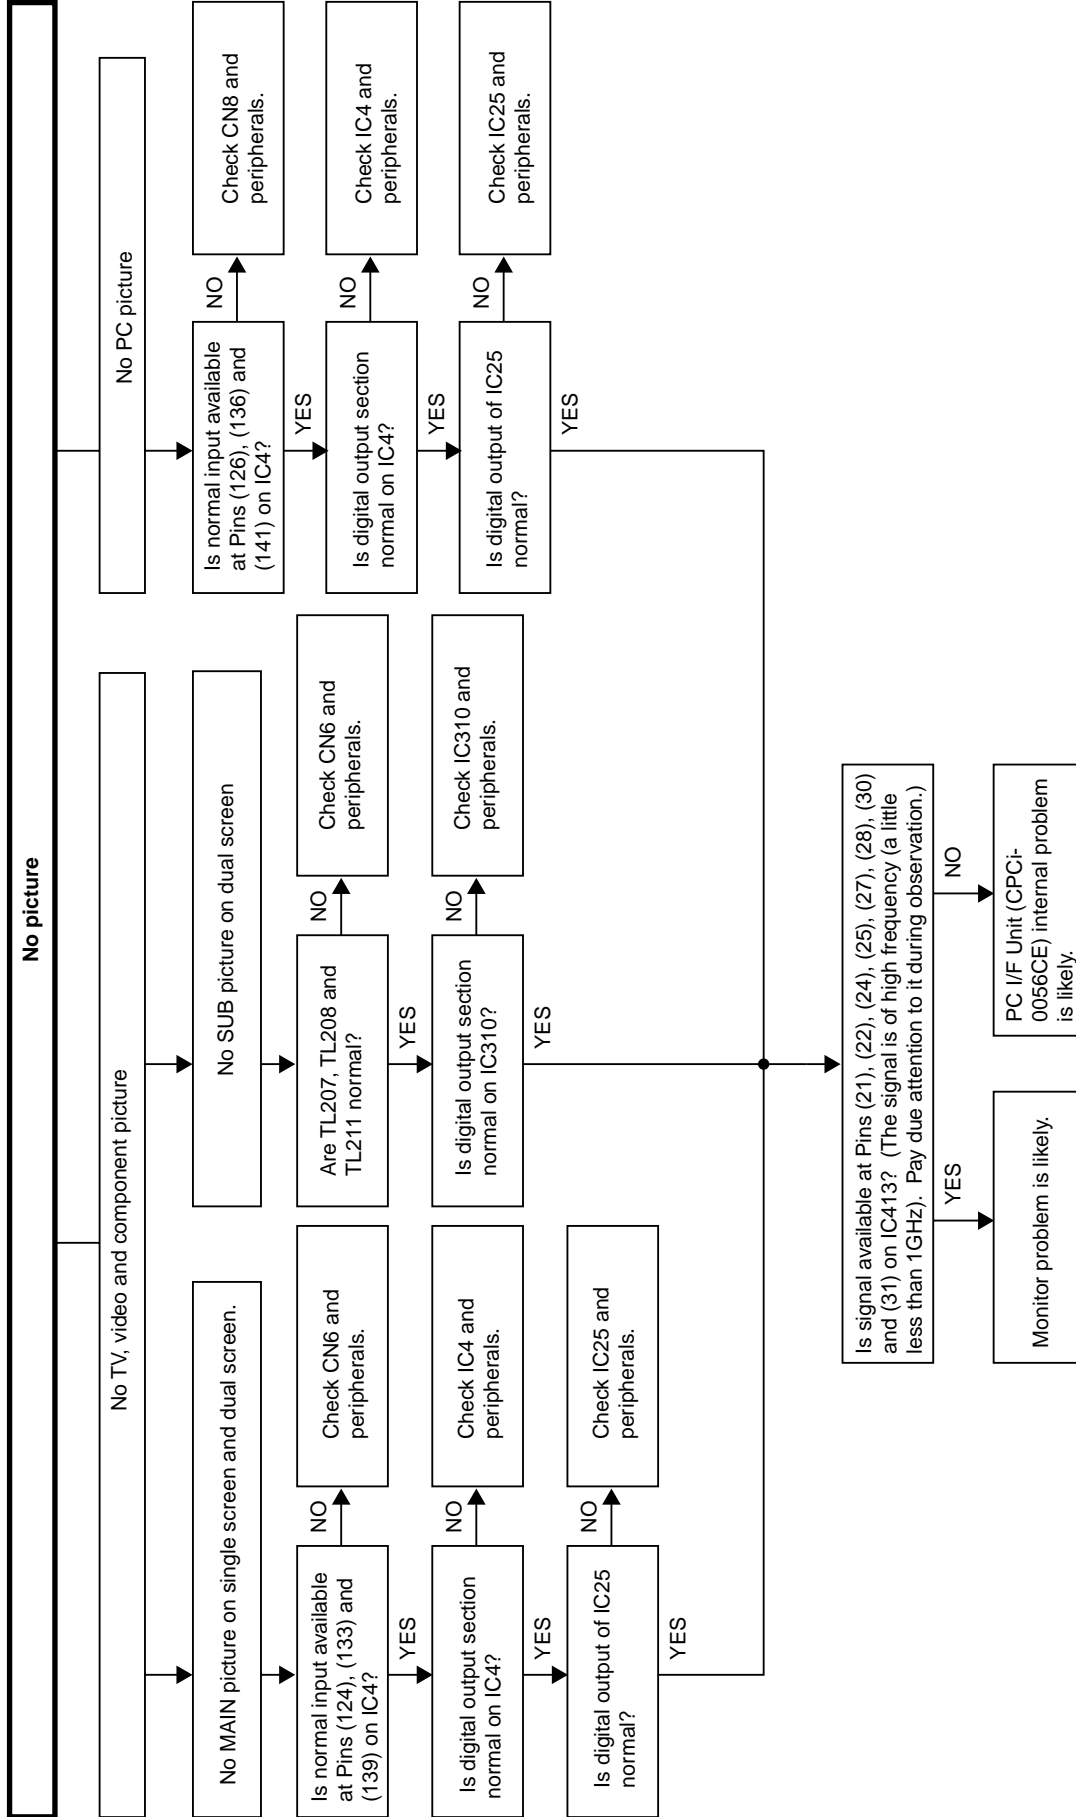 No picture
No TV, video and component picture
No MAIN picture on single screen and dual screen.
Is normal input available
at Pins (124), (133) and
(139) on IC4?
NO
Check CN6 and
peripherals.
YES
Is digital output section
normal on IC4?
NO
Check IC4 and
peripherals.
YES
Is digital output of IC25
normal?
NO
Check IC25 and
peripherals.
YES
No SUB picture on dual screen
Are TL207, TL208 and
TL211 normal?
NO
Check CN6 and
peripherals.
YES
Is digital output section
normal on IC310?
NO
Check IC310 and
peripherals.
YES
No PC picture
Is normal input available
at Pins (126), (136) and
(141) on IC4?
NO
Check CN8 and
peripherals.
YES
Is digital output section
normal on IC4?
NO
Check IC4 and
peripherals.
YES
Is digital output of IC25
normal?
NO
Check IC25 and
peripherals.
YES
Is signal available at Pins (21), (22), (24), (25), (27), (28), (30)
and (31) on IC413?  (The signal is of high frequency (a little
less than 1GHz).  Pay due attention to it during observation.)
YES
Monitor problem is likely.
NO
PC I/F Unit (CPCi-
0056CE) internal problem
is likely.